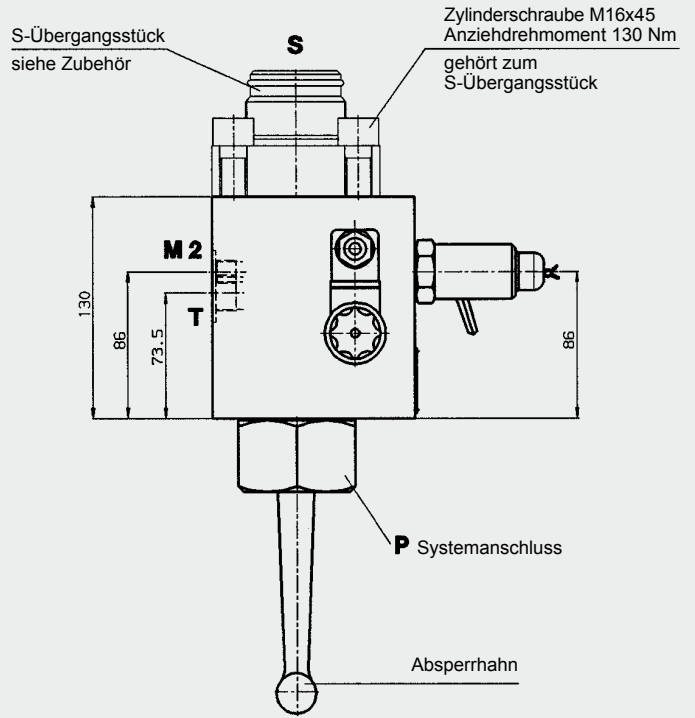 S-Übergangsstück
siehe Zubehör
S
Zylinderschraube M16x45
Anziehdrehmoment 130 Nm
gehört zum
S-Übergangsstück
M 2
T
130
86
73.5
86
P Systemanschluss
Absperrhahn